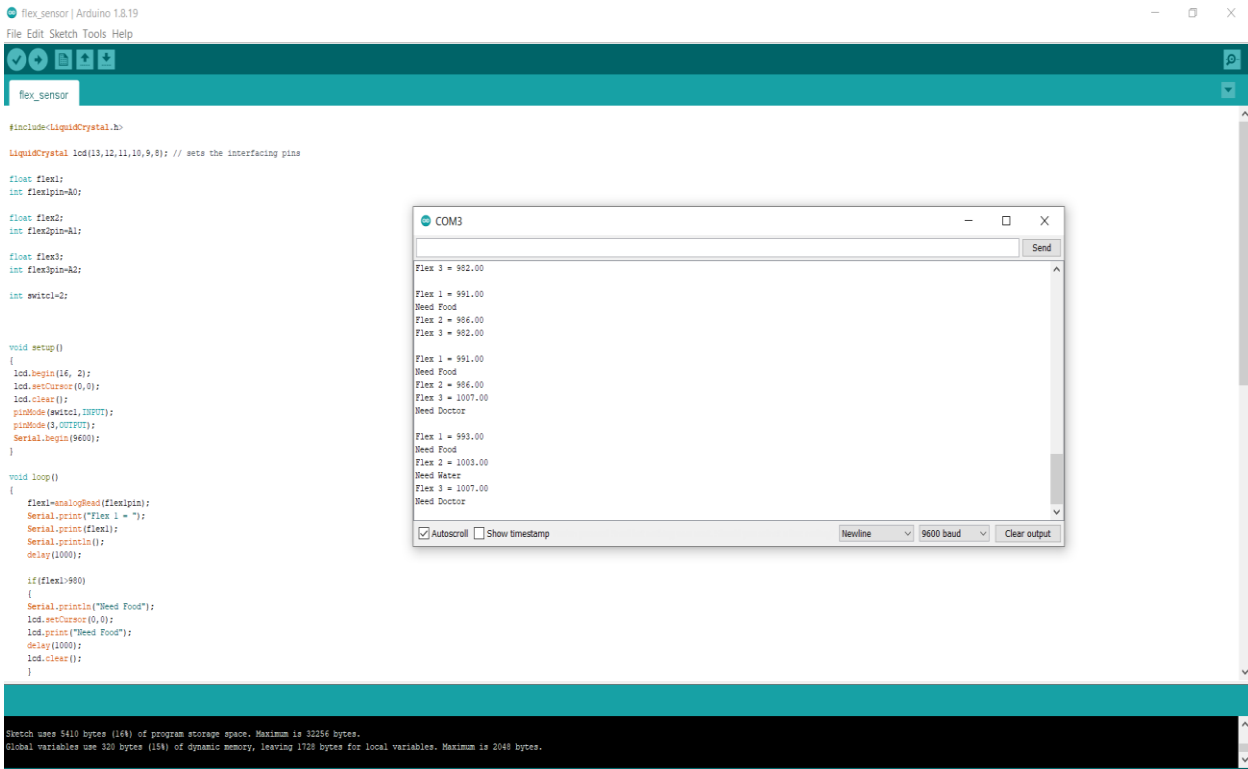 flex_sensor | Arduino 1.8.19
File Edit Sketch Tools Help
flex_sensor
#include<LiquidCrystal.h>
LiquidCrystal lcd(13,12,11,10,9,8); // sets the interfacing pins
float flex1;
int flex1pin=A0;
float flex2;
int flex2pin=A1;
float flex3;
int flex3pin=A2;
int switc1=2;
void setup()
{
lcd.begin(16, 2);
lcd.setCursor(0,0);
lcd.clear();
pinMode(switc1,INPUT);
pinMode(3,OUTPUT);
Serial.begin(9600);
}
void loop()
{
flex1=analogRead(flex1pin);
Serial.print("Flex 1 = ");
Serial.print(flex1);
Serial.println();
delay(1000);
if(flex1>980)
{
Serial.println("Need Food");
lcd.setCursor(0,0);
lcd.print("Need Food");
delay(1000);
lcd.clear();
}
COM3
Send
Flex 3 = 982.00
Flex 1 = 991.00
Need Food
Flex 2 = 986.00
Flex 3 = 982.00
Flex 1 = 991.00
Need Food
Flex 2 = 986.00
Flex 3 = 1007.00
Need Doctor
Flex 1 = 993.00
Need Food
Flex 2 = 1003.00
Need Water
Flex 3 = 1007.00
Need Doctor
Autoscroll Show timestamp Newline 9600 baud Clear output
Sketch uses 5410 bytes (16%) of program storage space. Maximum is 32256 bytes.
Global variables use 320 bytes (15%) of dynamic memory, leaving 1728 bytes for local variables. Maximum is 2048 bytes.